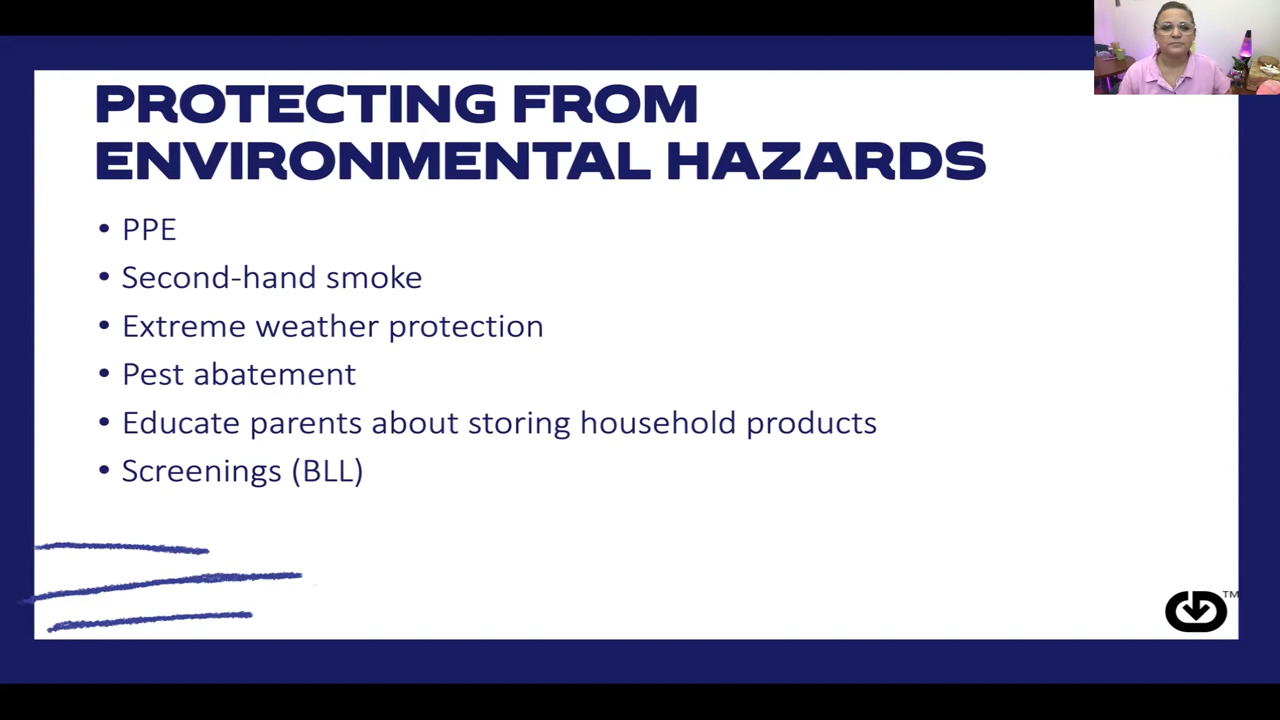 PROTECTING FROM
ENVIRONMENTAL HAZARDS
• PPE
• Second-hand smoke
• Extreme weather protection
• Pest abatement
• Educate parents about storing household products
• Screenings (BLL)
TM